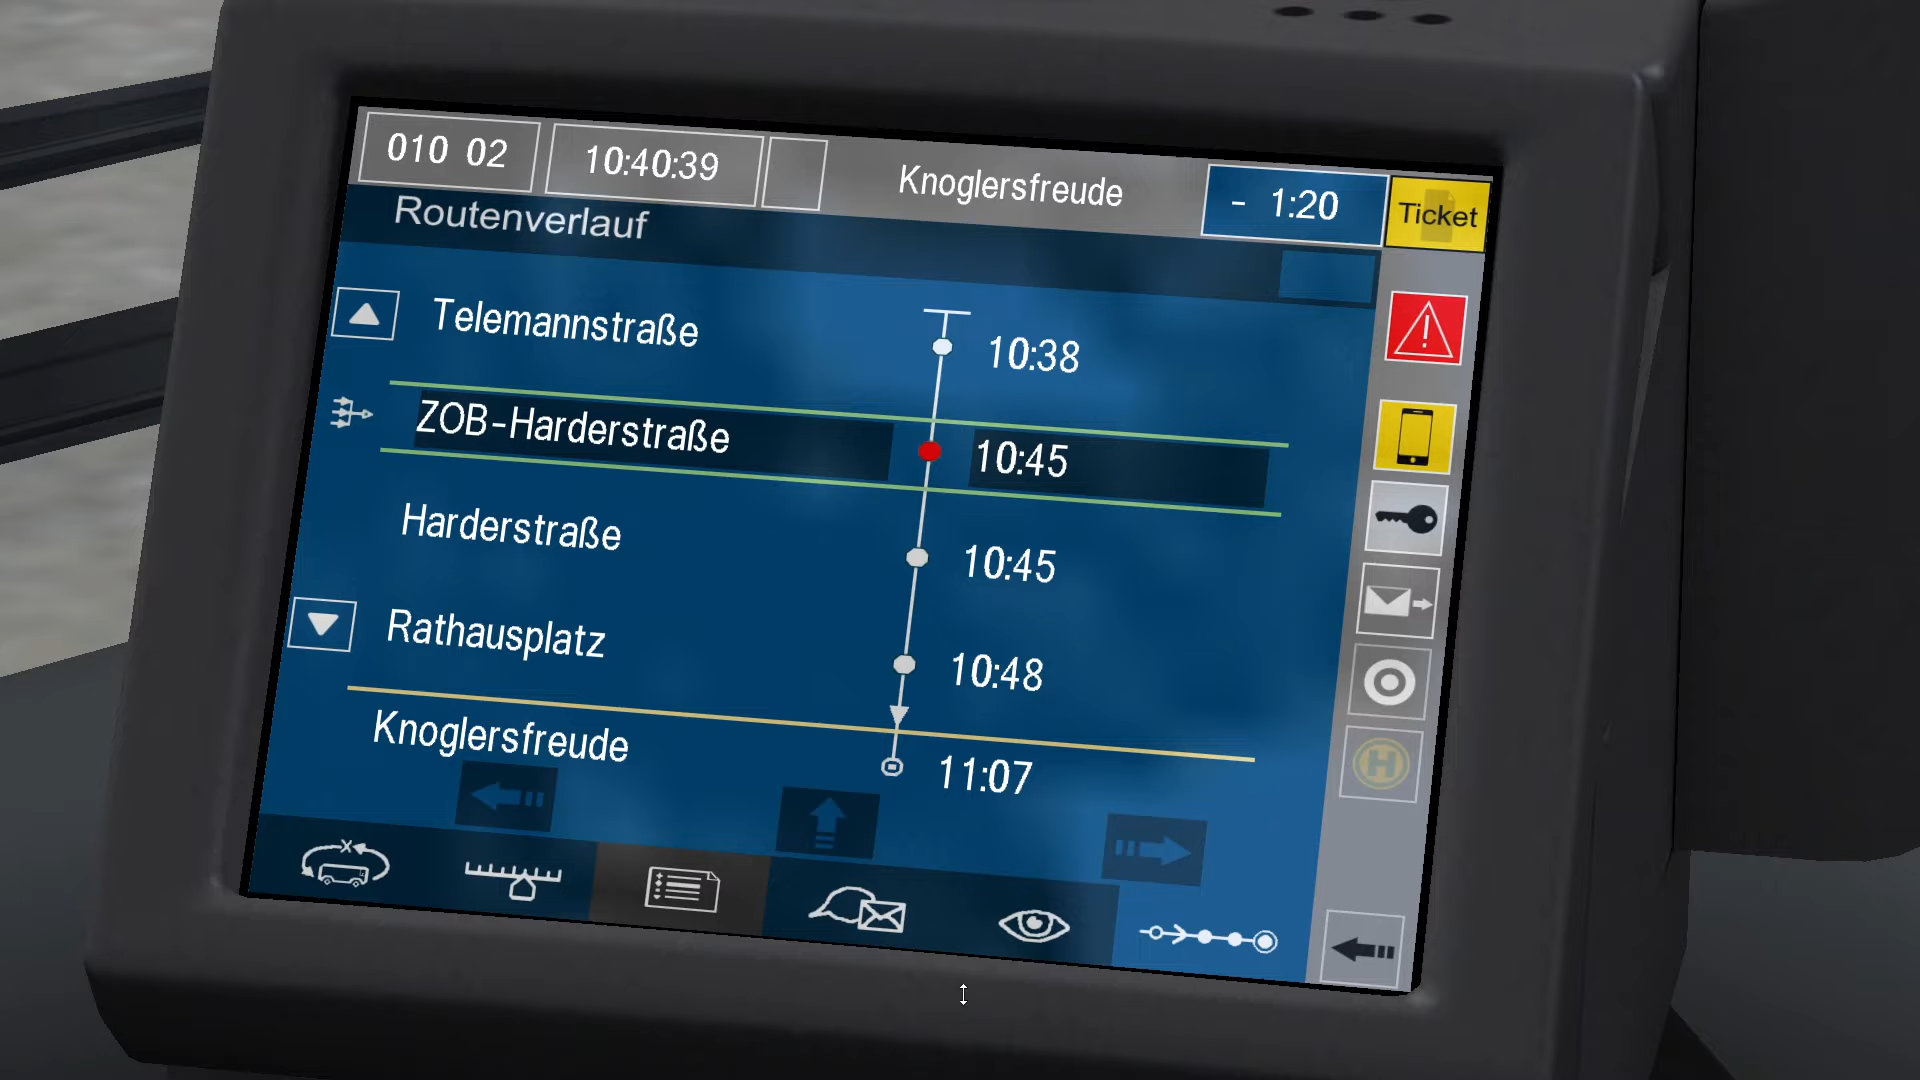 010 02 10:40:39 Knoglersfreude - 1:20 Ticket
Routenverlauf
Telemannstraße 10:38
ZOB-Harderstraße 10:45
Harderstraße 10:45
Rathausplatz 10:48
Knoglersfreude 11:07
X
H